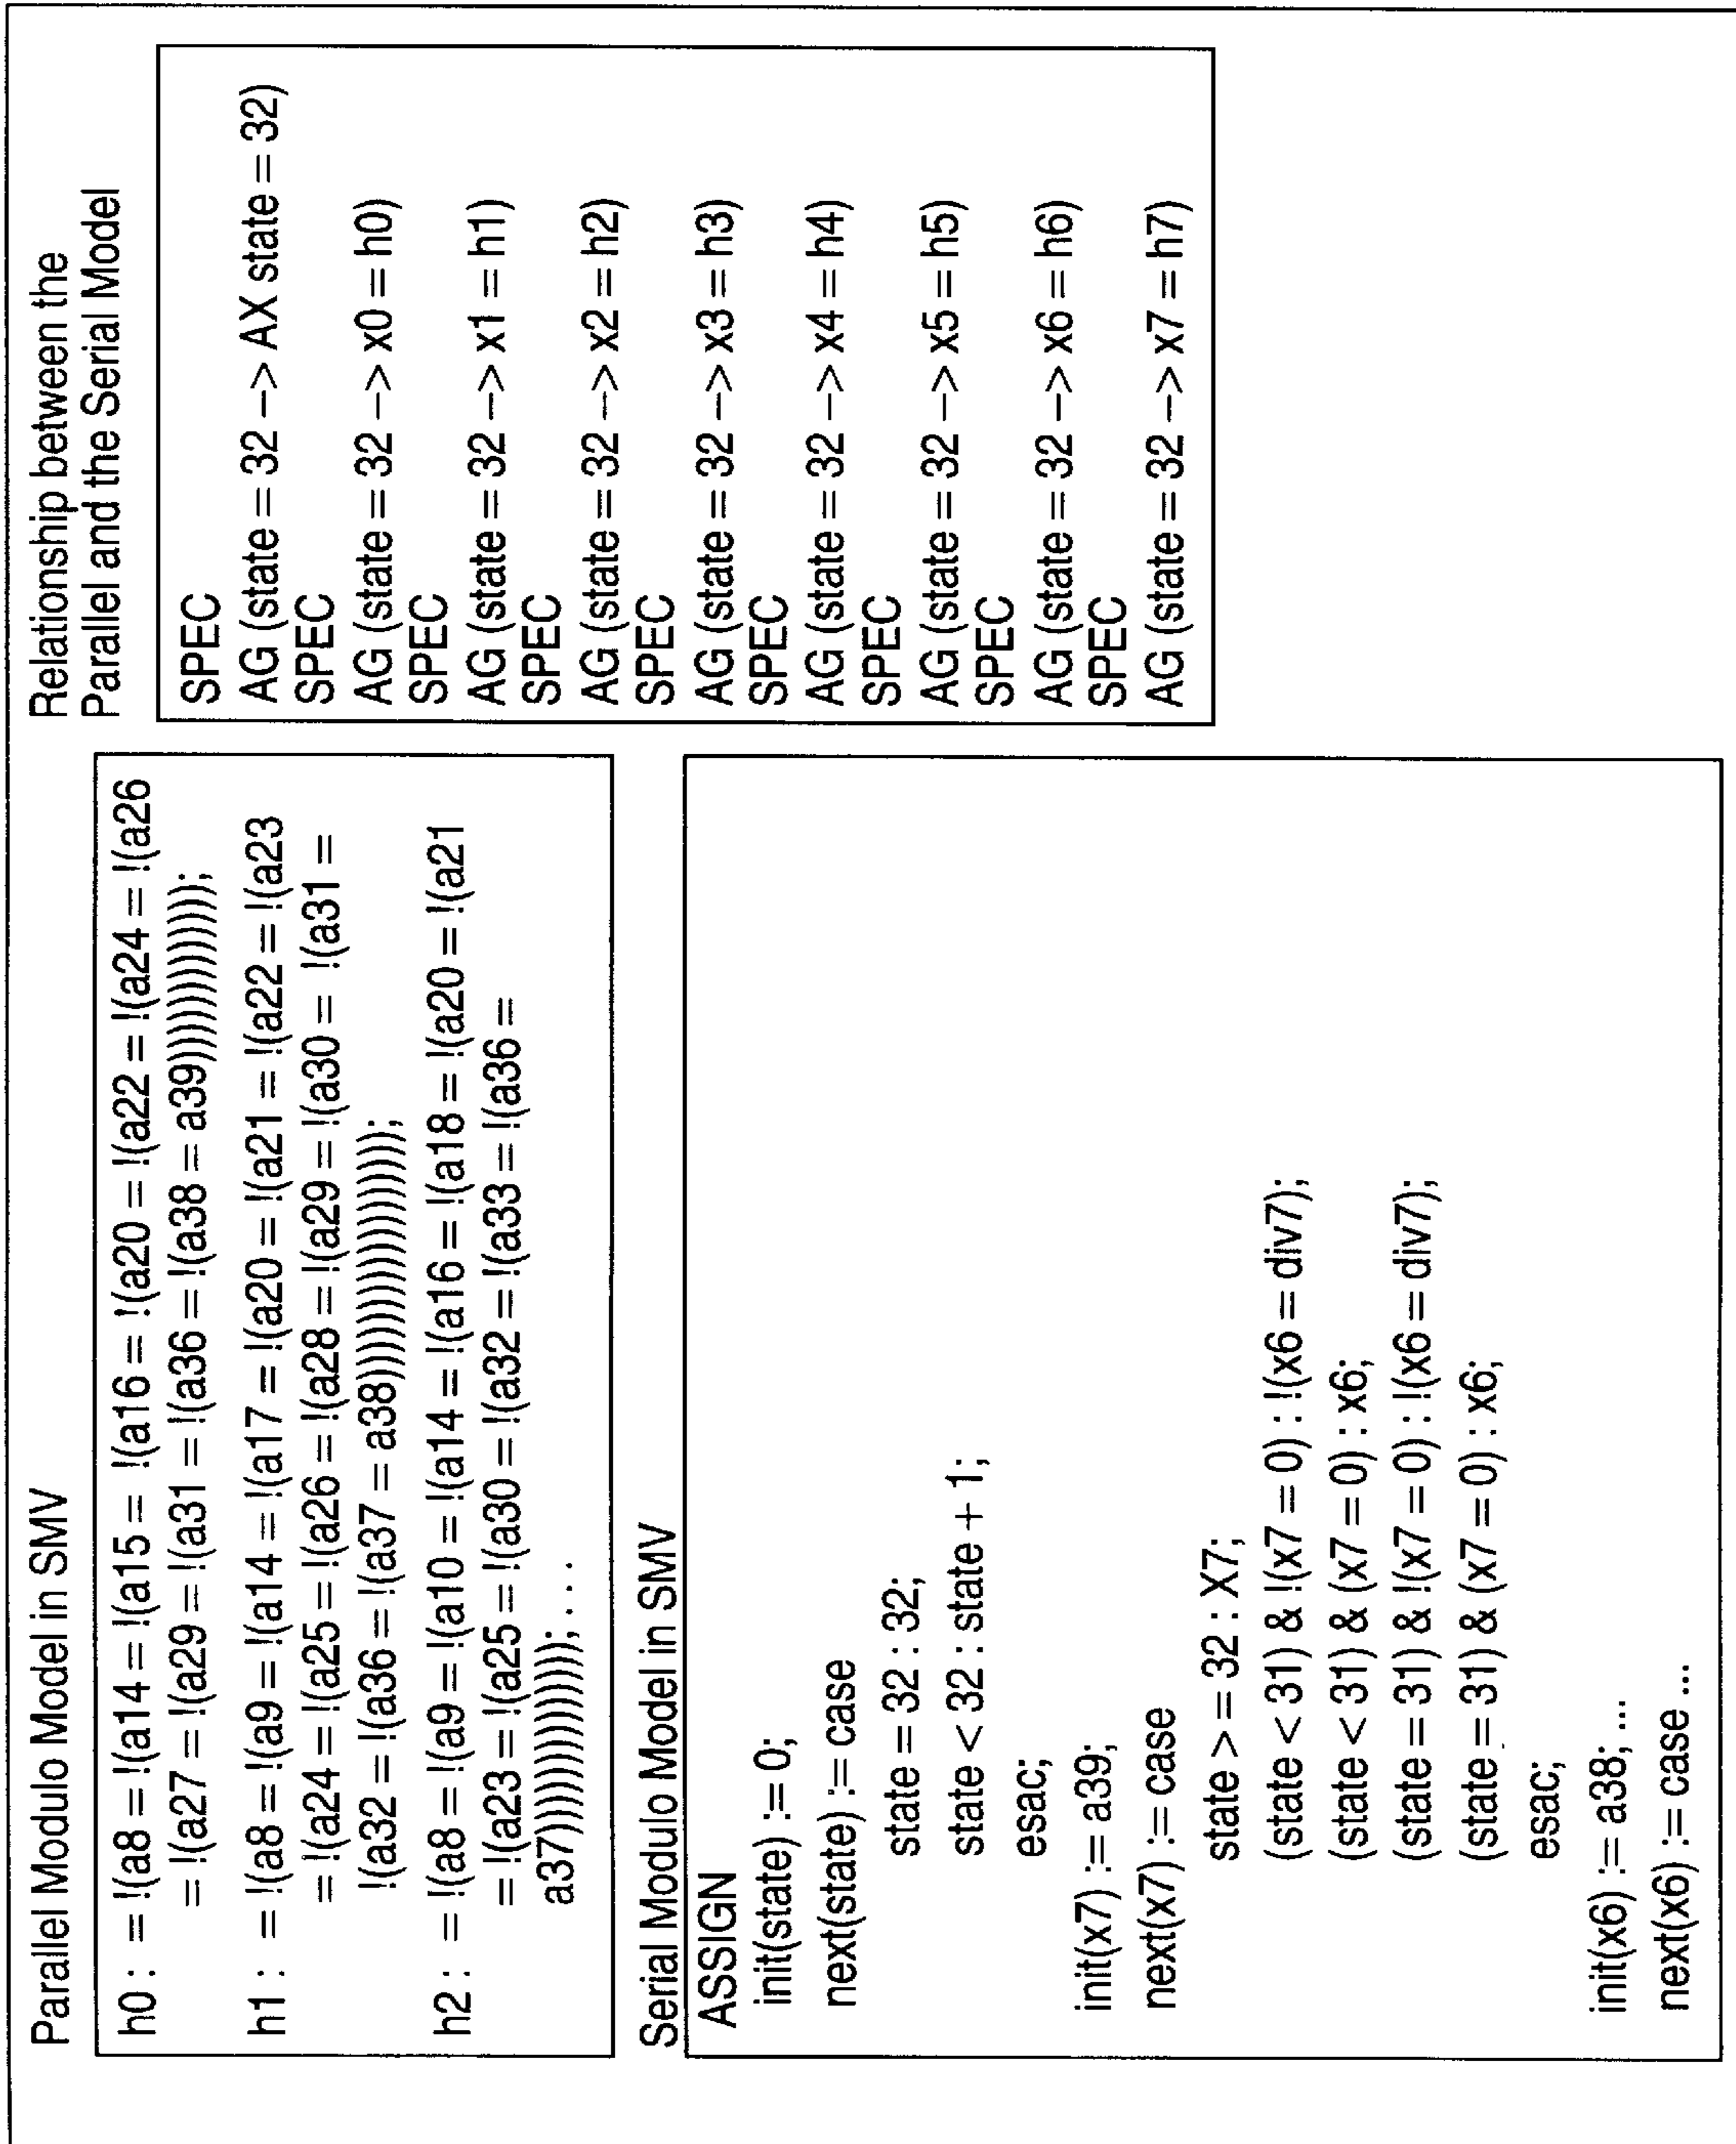 Parallel Modulo Model in SMV
h0 : = !(a8 = !(a14 = !(a15 = !(a16 = !(a20 = !(a22 = !(a24 = !(a26
= !(a27 = !(a29 = !(a31 = !(a36 = !(a38 = a39)))))))))))));
h1 : = !(a8 = !(a9 = !(a14 = !(a17 = !(a20 = !(a21 = !(a22 = !(a23
= !(a24 = !(a25 = !(a26 = !(a28 = !(a29 = !(a30 = !(a31 =
!(a32 = !(a36 = !(a37 = a38))))))))))))))))));
h2 : = !(a8 = !(a9 = !(a10 = !(a14 = !(a16 = !(a18 = !(a20 = !(a21
= !(a23 = !(a25 = !(a30 = !(a32 = !(a33 = !(a36 =
a37)))))))))))))); . . .
Serial Modulo Model in SMV
ASSIGN
init(state) := 0;
next(state) := case
state = 32 : 32;
state < 32 : state + 1;
esac;
init(x7) := a39;
next(x7) := case
state > = 32 : X7;
(state < 31) & !(x7 = 0) : !(x6 = div7);
(state < 31) & (x7 = 0) : x6;
(state = 31) & !(x7 = 0) : !(x6 = div7);
(state = 31) & (x7 = 0) : x6;
esac;
init(x6) := a38; ...
next(x6) := case ...
Relationship between the
Parallel and the Serial Model
SPEC
AG (state = 32 –> AX state = 32)
SPEC
AG (state = 32 –> x0 = h0)
SPEC
AG (state = 32 –> x1 = h1)
SPEC
AG (state = 32 –> x2 = h2)
SPEC
AG (state = 32 –> x3 = h3)
SPEC
AG (state = 32 –> x4 = h4)
SPEC
AG (state = 32 –> x5 = h5)
SPEC
AG (state = 32 –> x6 = h6)
SPEC
AG (state = 32 –> x7 = h7)